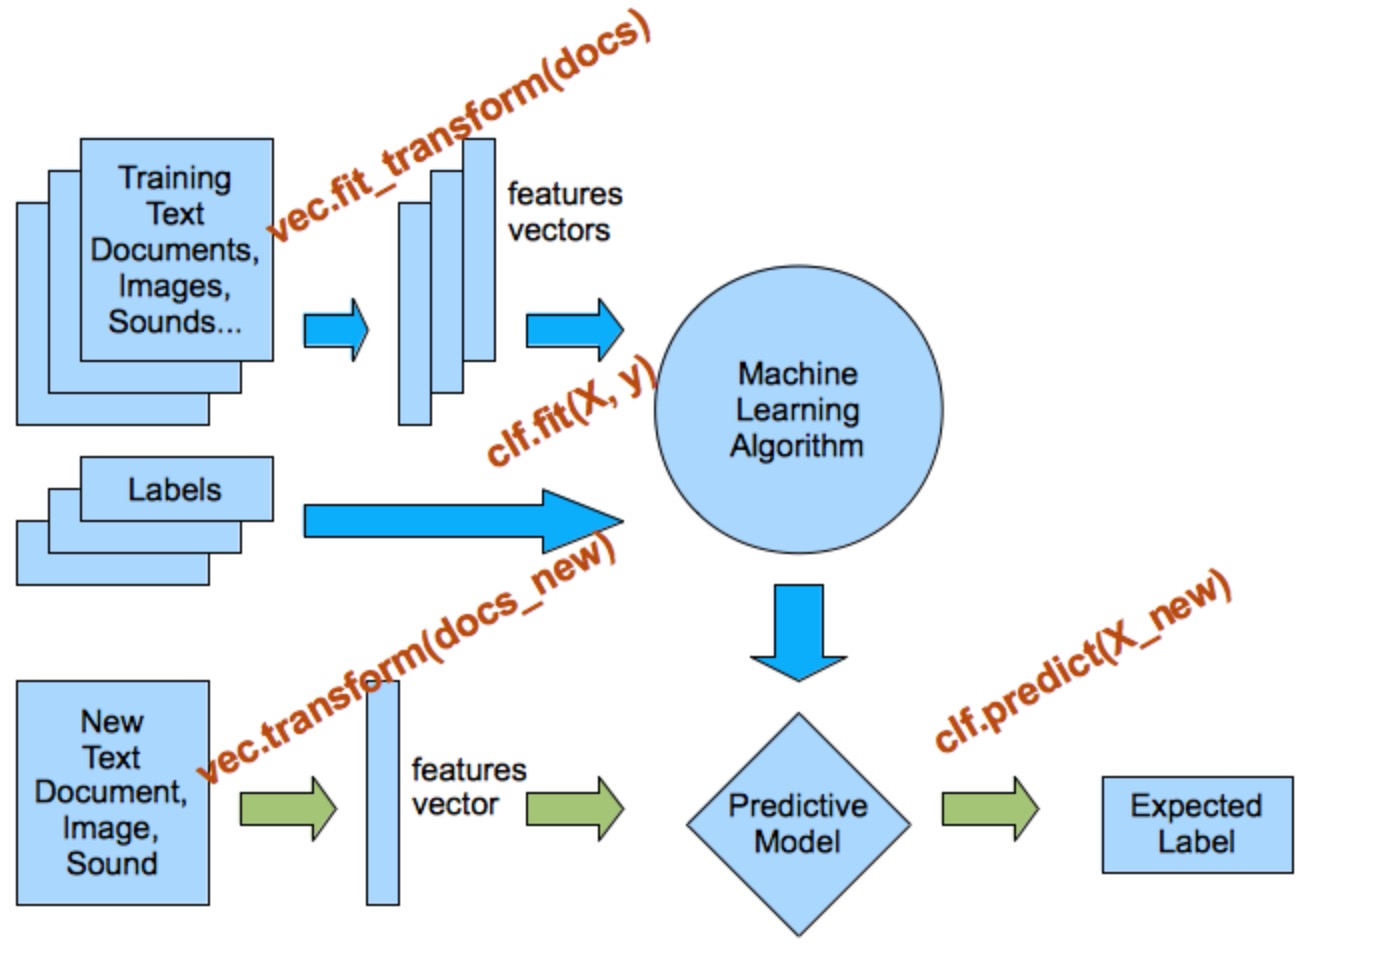 vec.fit_transform(docs)
Training
Text
Documents,
Images,
Sounds...
features
vectors
Machine
Learning
Algorithm
clf.fit(X, y)
Labels
vec.transform(docs_new)
clf.predict(X_new)
New
Text
Document,
Image,
Sound
features
vector
Predictive
Model
Expected
Label